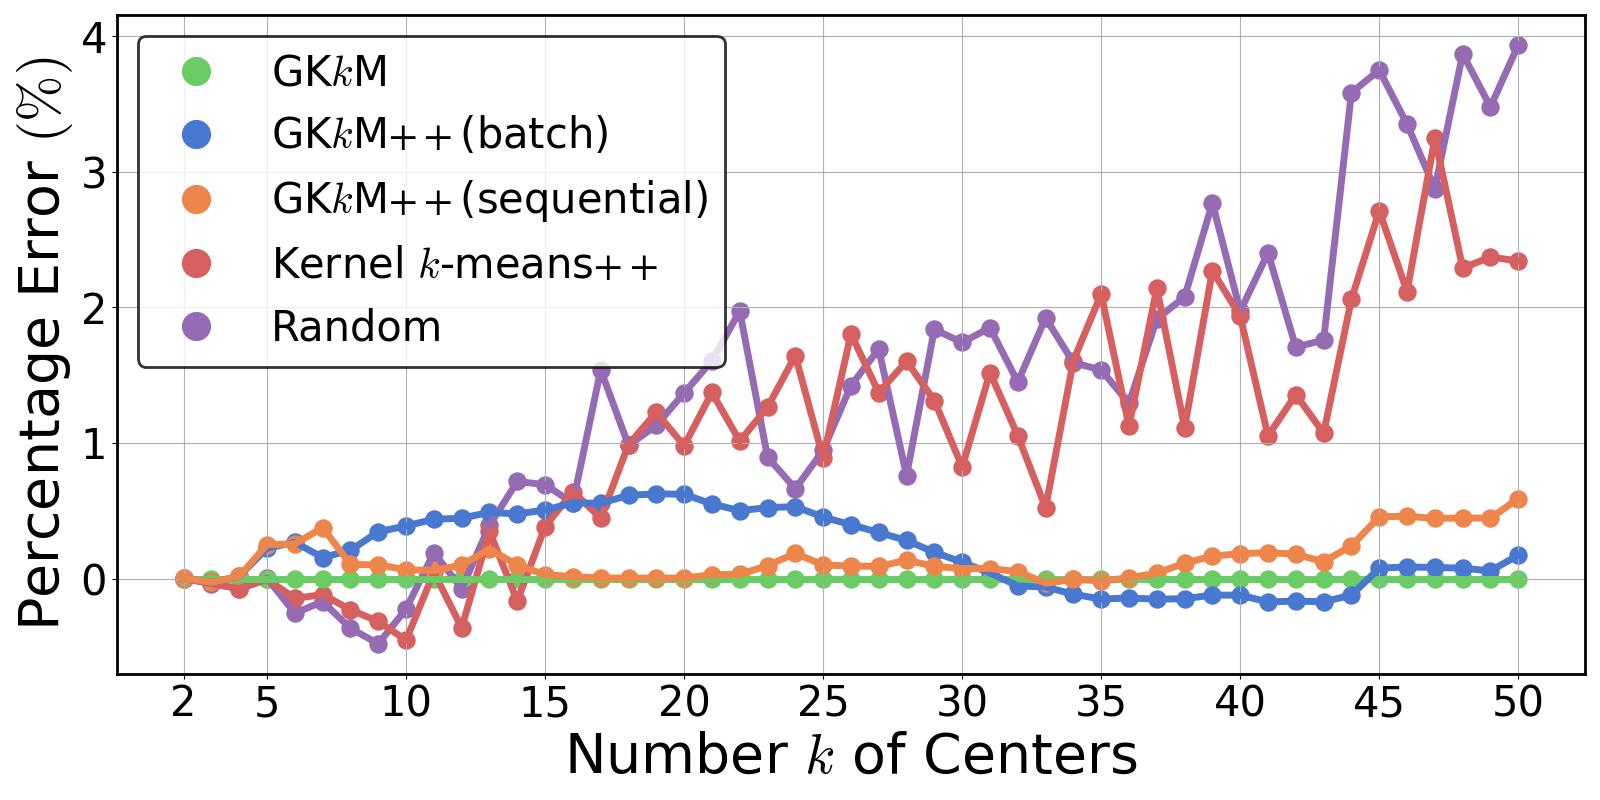 Percentage Error (%)
4
3
2
1
0
GKkM
GKkM++(batch)
GKkM++(sequential)
Kernel k-means++
Random
2 5 10 15 20 25 30 35 40 45 50
Number k of Centers